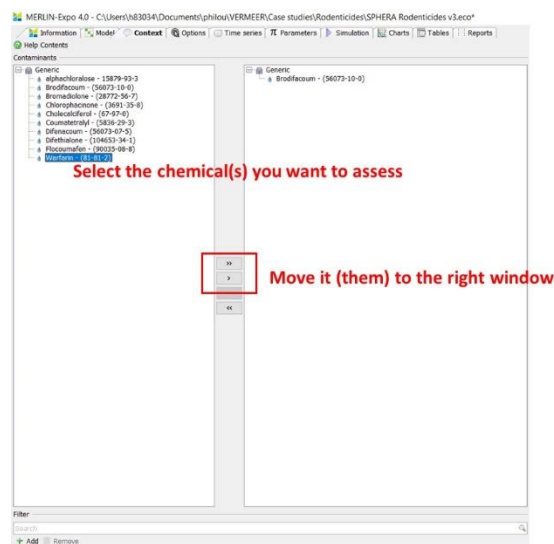 MERLIN-Expo 4.0 - C:\Users\h83034\Documents\philou\VERMEER\Case studies\Rodenticides\SPHERA Rodenticides v3.eco*
Information Model Context Options Time series Parameters Simulation Charts Tables Reports
Help Contents
Contaminants
Generic
alphachloralose - 15879-93-3
Brodifacoum - (56073-10-0)
Bromadiolone - (28772-56-7)
Chlorophacinone - (3691-35-8)
Cholecalciferol - (67-97-0)
Coumatetralyl - (5836-29-3)
Difenacoum - (56073-07-5)
Difethialone - (104653-34-1)
Flocoumafen - (90035-08-8)
Warfarin - (81-81-2)
Generic
Brodifacoum - (56073-10-0)
Select the chemical(s) you want to assess
>>
>
Move it (them) to the right window
<<
Filter
Search
Add Remove